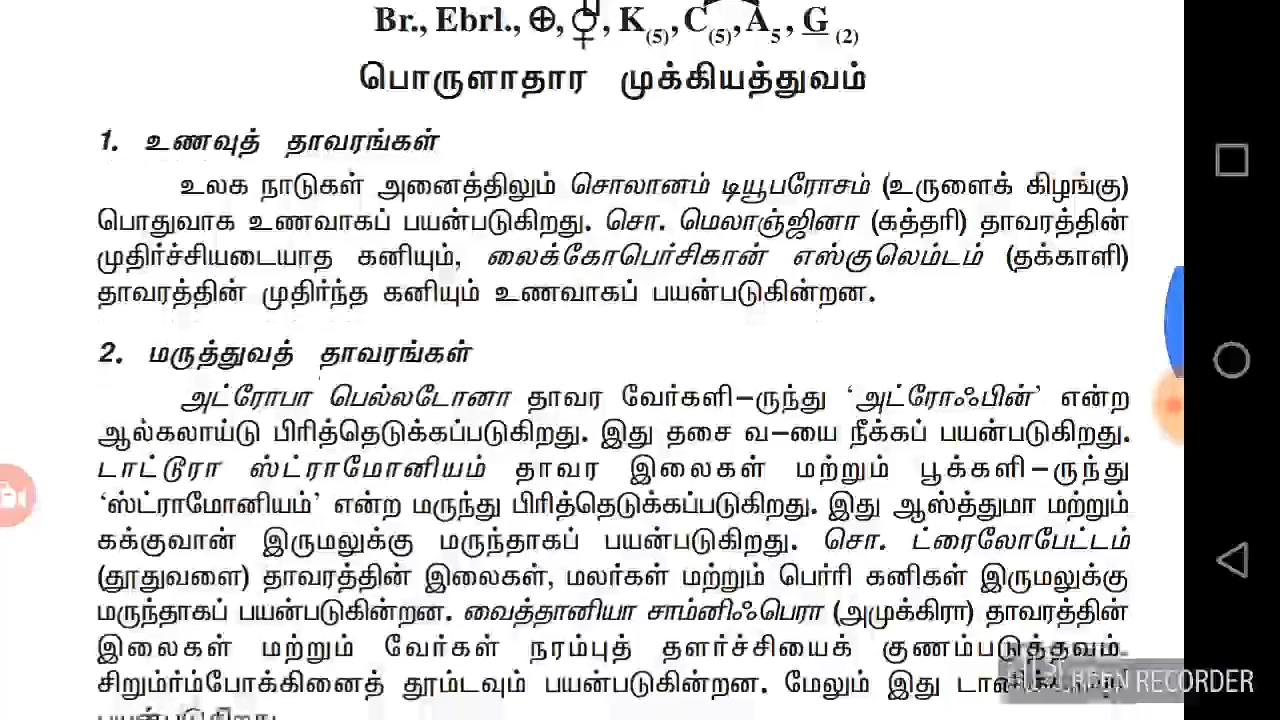 Br., Ebrl., ⊕, ⚥, K(5), C(5), A5, G(2)
பொருளாதார முக்கியத்துவம்
1. உணவுத் தாவரங்கள்
உலக நாடுகள் அனைத்திலும் சொலானம் டியூபரோசம் (உருளைக் கிழங்கு)
பொதுவாக உணவாகப் பயன்படுகிறது. சொ. மெலாஞ்ஜினா (கத்தரி) தாவரத்தின்
முதிர்ச்சியடையாத கனியும், லைக்கோபெர்சிகான் எஸ்குலெம்டம் (தக்காளி)
தாவரத்தின் முதிர்ந்த கனியும் உணவாகப் பயன்படுகின்றன.
2. மருத்துவத் தாவரங்கள்
அட்ரோபா பெல்லடோனா தாவர வேர்களி–ருந்து ‘அட்ரோஃபின்’ என்ற
ஆல்கலாய்டு பிரித்தெடுக்கப்படுகிறது. இது தசை வ–யை நீக்கப் பயன்படுகிறது.
டாட்டூரா ஸ்ட்ராமோனியம் தாவர இலைகள் மற்றும் பூக்களி–ருந்து
‘ஸ்ட்ராமோனியம்’ என்ற மருந்து பிரித்தெடுக்கப்படுகிறது. இது ஆஸ்த்துமா மற்றும்
கக்குவான் இருமலுக்கு மருந்தாகப் பயன்படுகிறது. சொ. ட்ரைலோபேட்டம்
(தூதுவளை) தாவரத்தின் இலைகள், மலர்கள் மற்றும் பெர்ரி கனிகள் இருமலுக்கு
மருந்தாகப் பயன்படுகின்றன. வைத்தானியா சாம்னிஃபெரா (அமுக்கிரா) தாவரத்தின்
இலைகள் மற்றும் வேர்கள் நரம்புத் தளர்ச்சியைக் குணம்படுத்தவும்
சிறும்ர்ம்போக்கினைத் தூம்டவும் பயன்படுகின்றன. மேலும் இது
பயன்படுகிறது.
SCREEN RECORDER